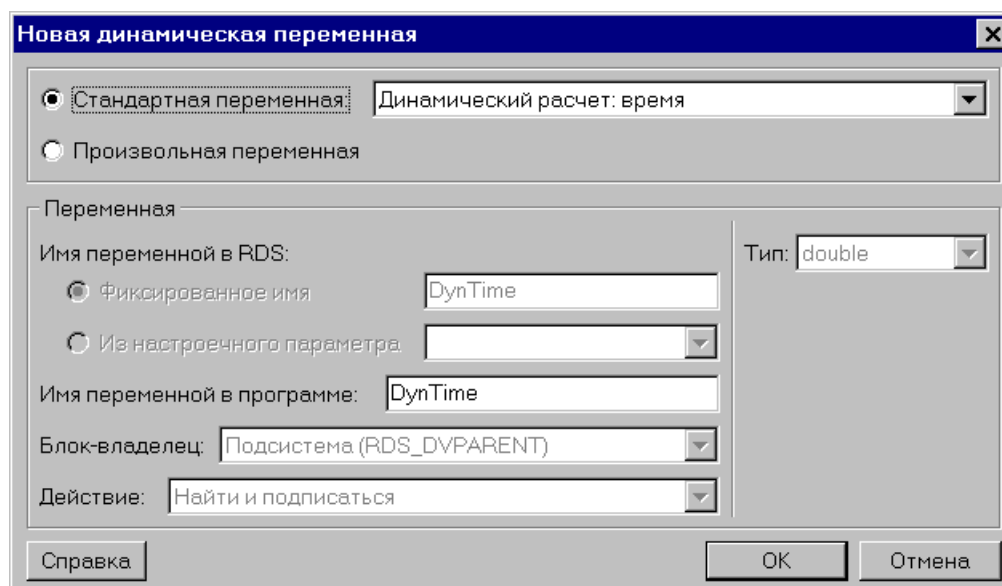 Новая динамическая переменная
Стандартная переменная: Динамический расчет: время
Произвольная переменная
Переменная
Имя переменной в RDS: Тип: double
Фиксированное имя DynTime
Из настроечного параметра
Имя переменной в программе: DynTime
Блок-владелец: Подсистема (RDS_DVPARENT)
Действие: Найти и подписаться
Справка OK Отмена